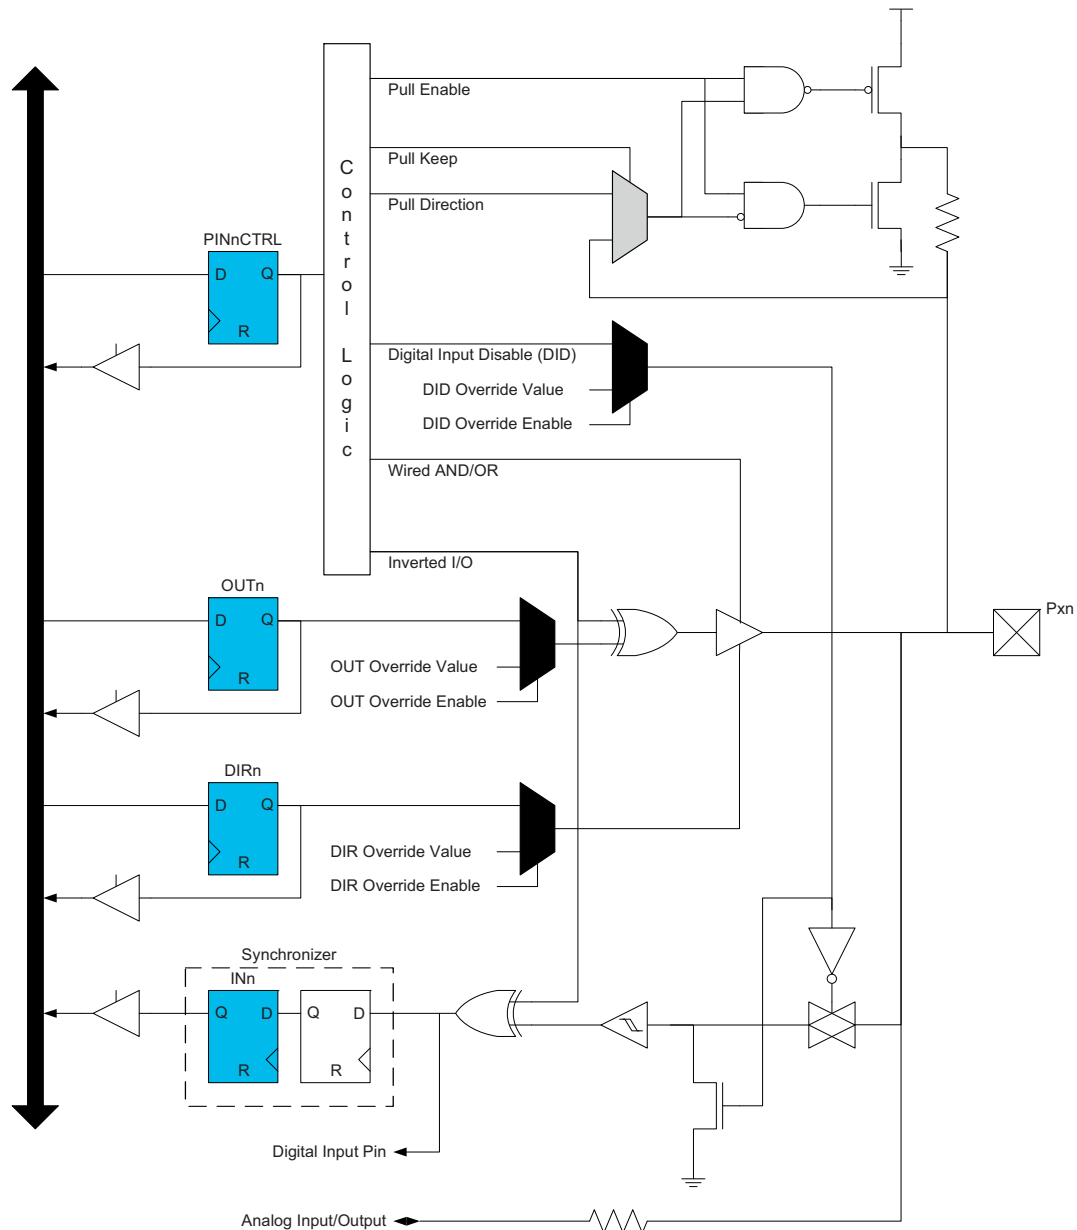 Pull Enable
Pull Keep
Pull Direction
Control Logic
PINnCTRL
D Q
R
Digital Input Disable (DID)
DID Override Value
DID Override Enable
Wired AND/OR
Inverted I/O
OUTn
D Q
R
Pxn
OUT Override Value
OUT Override Enable
DIRn
D Q
R
DIR Override Value
DIR Override Enable
Synchronizer
INn
Q D Q D
R R
Digital Input Pin
Analog Input/Output